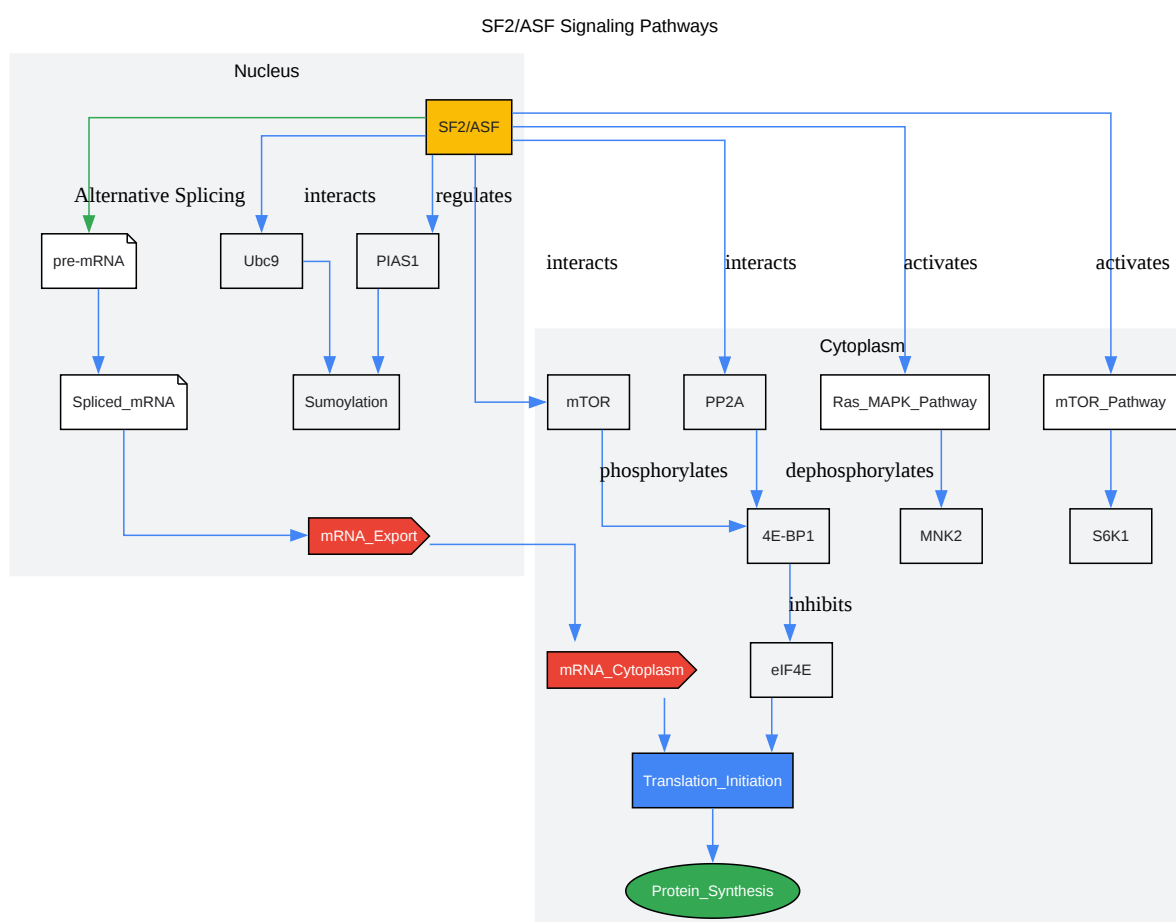 SF2/ASF Signaling Pathways
Nucleus
SF2/ASF
Alternative Splicing
interacts
regulates
pre-mRNA
Ubc9
PIAS1
interacts
interacts
activates
activates
Cytoplasm
Spliced_mRNA
Sumoylation
mTOR
PP2A
Ras_MAPK_Pathway
mTOR_Pathway
phosphorylates
dephosphorylates
mRNA_Export
4E-BP1
MNK2
S6K1
inhibits
mRNA_Cytoplasm
eIF4E
Translation_Initiation
Protein_Synthesis